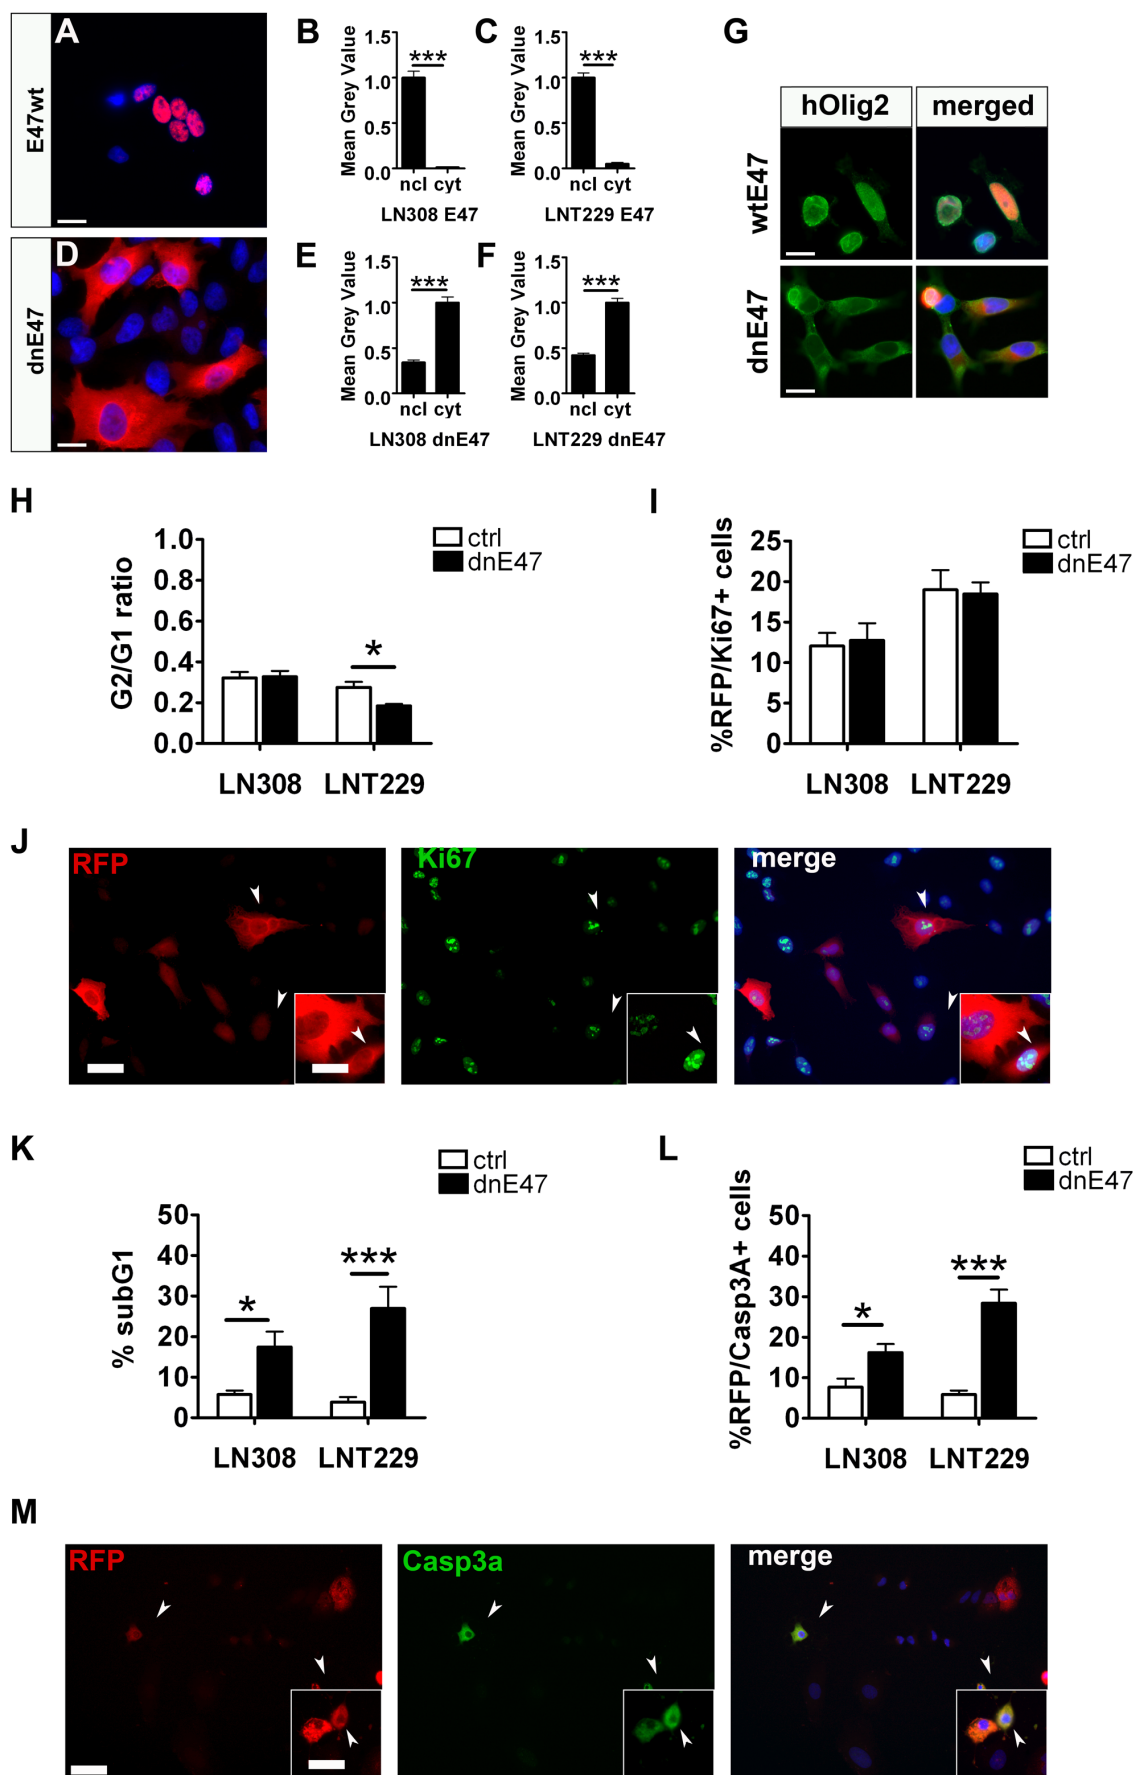 A
E47wt
B
Mean Grey Value
1.5
1.0
0.5
0.0
***
ncl cyt
LN308 E47
C
Mean Grey Value
1.5
1.0
0.5
0.0
***
ncl cyt
LNT229 E47
D
dnE47
E
Mean Grey Value
1.5
1.0
0.5
0.0
***
ncl cyt
LN308 dnE47
F
Mean Grey Value
1.5
1.0
0.5
0.0
***
ncl cyt
LNT229 dnE47
G
hOlig2 merged
wtE47
dnE47
H
G2/G1 ratio
1.0
0.8
0.6
0.4
0.2
0.0
*
ctrl
dnE47
LN308 LNT229
I
%RFP/Ki67+ cells
25
20
15
10
5
0
ctrl
dnE47
LN308 LNT229
J
RFP Ki67 merge
K
% subG1
50
40
30
20
10
0
* ***
ctrl
dnE47
LN308 LNT229
L
%RFP/Casp3A+ cells
50
40
30
20
10
0
* ***
ctrl
dnE47
LN308 LNT229
M
RFP Casp3a merge